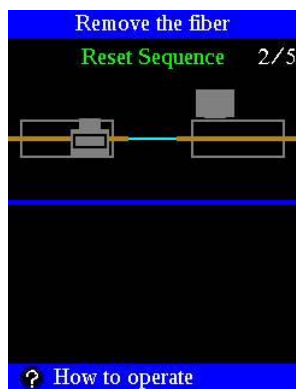 Remove the fiber
Reset Sequence 2/5
? How to operate